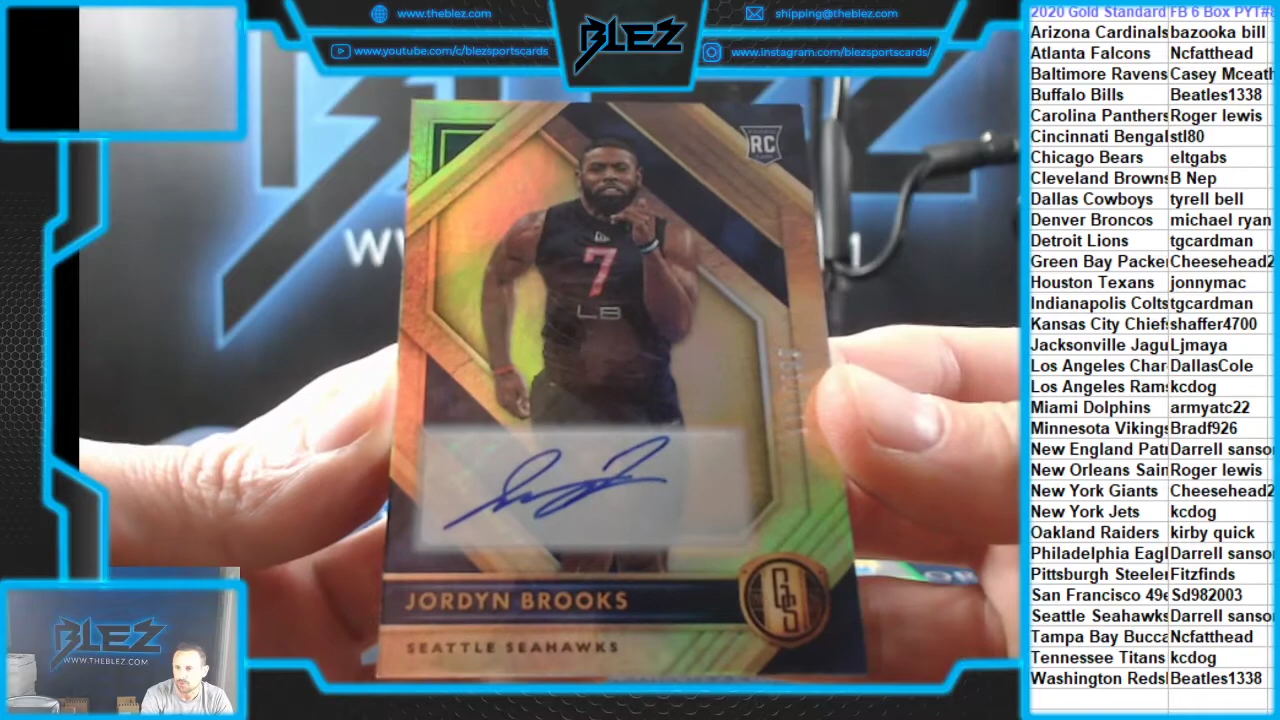 www.theblez.com
shipping@theblez.com
www.youtube.com/c/blezsportscards
www.instagram.com/blezsportscards/
BLEZ
RC
7
LB
JORDYN BROOKS
GS
SEATTLE SEAHAWKS
BLEZ
WWW.THEBLEZ.COM
2020 Gold Standard FB 6 Box PYT#
Arizona Cardinals bazooka bill
Atlanta Falcons Ncfatthead
Baltimore Ravens Casey Mceath
Buffalo Bills Beatles1338
Carolina Panthers Roger lewis
Cincinnati Bengal stl80
Chicago Bears eltgabs
Cleveland Browns B Nep
Dallas Cowboys tyrell bell
Denver Broncos michael ryan
Detroit Lions tgcardman
Green Bay Packer Cheesehead2
Houston Texans jonnymac
Indianapolis Colts tgcardman
Kansas City Chiefs shaffer4700
Jacksonville Jagu Ljmaya
Los Angeles Char DallasCole
Los Angeles Rams kcdog
Miami Dolphins armyatc22
Minnesota Vikings Bradf926
New England Patr Darrell sanso
New Orleans Sain Roger lewis
New York Giants Cheesehead2
New York Jets kcdog
Oakland Raiders kirby quick
Philadelphia Eagl Darrell sanso
Pittsburgh Steeler Fitzfinds
San Francisco 49e Sd982003
Seattle Seahawks Darrell sanso
Tampa Bay Bucca Ncfatthead
Tennessee Titans kcdog
Washington Reds Beatles1338